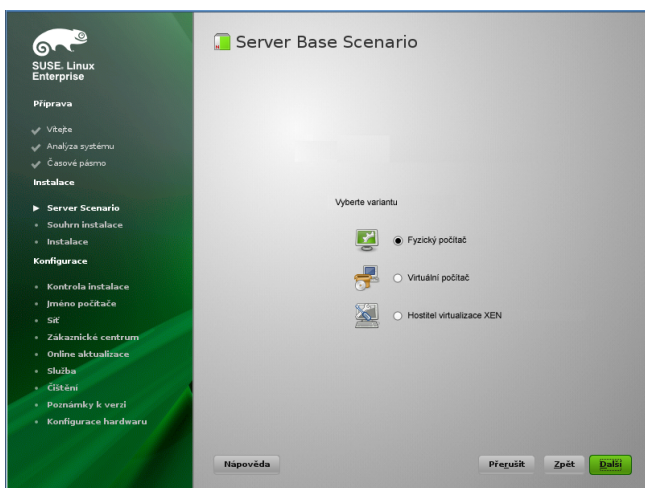 SUSE. Linux
Enterprise
Příprava
Vítejte
Analýza systému
Časové pásmo
Instalace
Server Scenario
Souhrn instalace
Instalace
Konfigurace
Kontrola instalace
Jméno počítače
Síť
Zákaznické centrum
Online aktualizace
Služba
Čištění
Poznámky k verzi
Konfigurace hardwaru
Server Base Scenario
Vyberte variantu
Fyzický počítač
Virtuální počítač
Hostitel virtualizace XEN
Nápověda
Přerušit
Zpět
Další